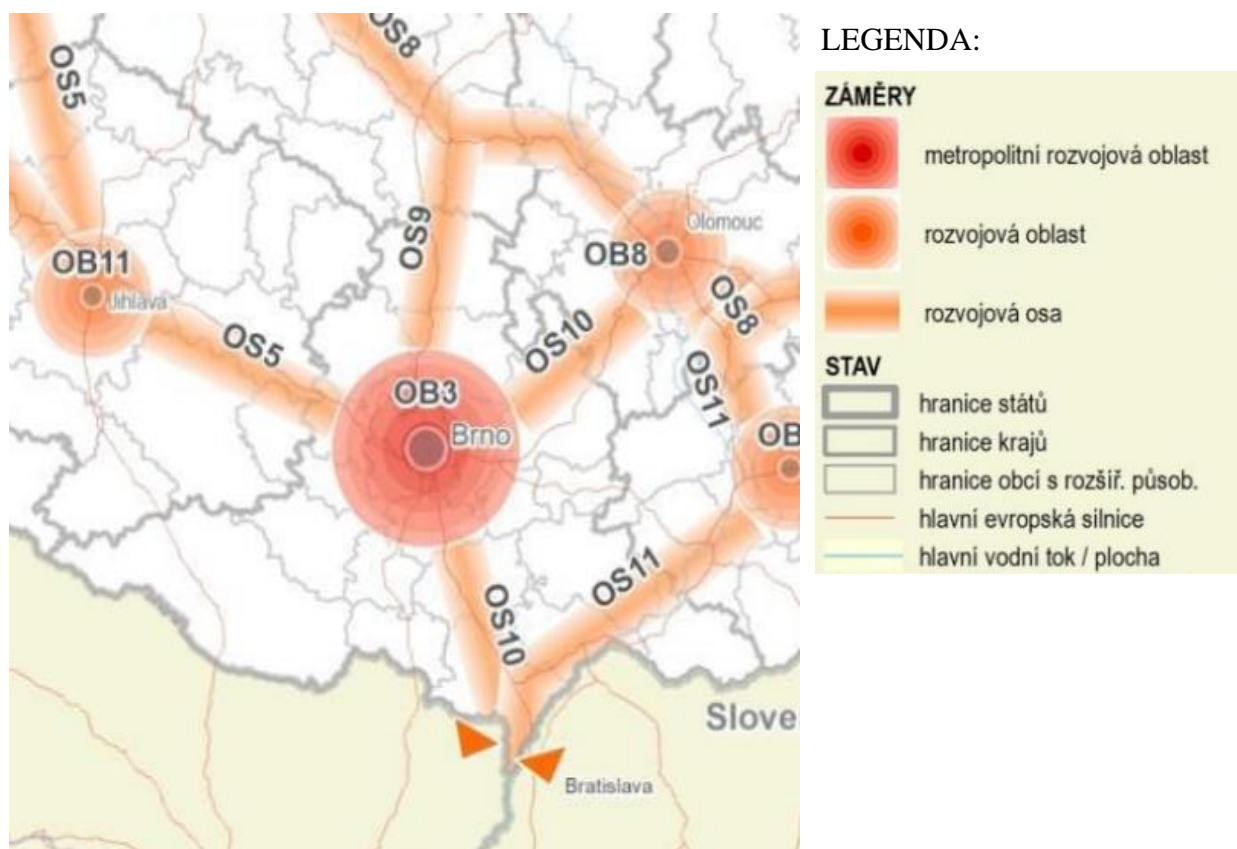 OS8
OS5
OS9
Olomouc
OB8
OB11
Jihlava
OS8
OS5
OS10
OS11
OB3
Brno
OB
OS11
OS10
Slove
Bratislava
LEGENDA:
ZÁMĚRY
metropolitní rozvojová oblast
rozvojová oblast
rozvojová osa
STAV
hranice států
hranice krajů
hranice obcí s rozšíř. působ.
hlavní evropská silnice
hlavní vodní tok / plocha